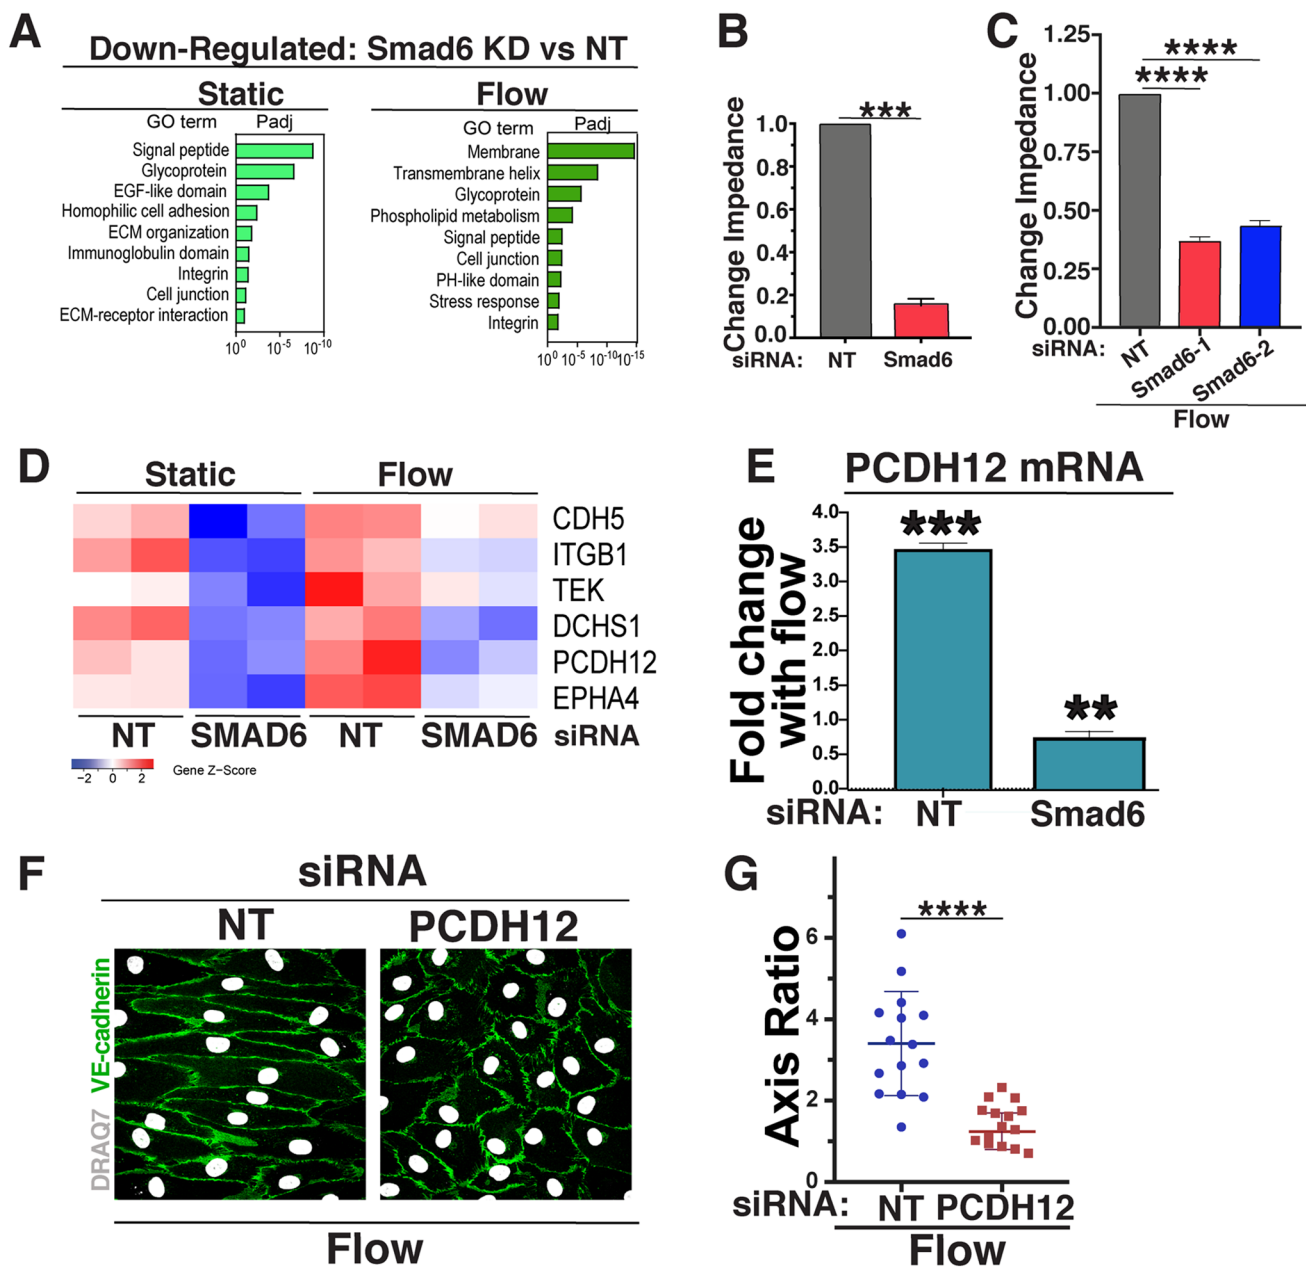 A
Down-Regulated: Smad6 KD vs NT
Static
GO term Padj
Signal peptide
Glycoprotein
EGF-like domain
Homophilic cell adhesion
ECM organization
Immunoglobulin domain
Integrin
Cell junction
ECM-receptor interaction
10⁰ 10⁻⁵ 10⁻¹⁰
Flow
GO term Padj
Membrane
Transmembrane helix
Glycoprotein
Phospholipid metabolism
Signal peptide
Cell junction
PH-like domain
Stress response
Integrin
10⁰ 10⁻⁵ 10⁻¹⁰ 10⁻¹⁵
B
Change Impedance
***
1.0
0.8
0.6
0.4
0.2
0.0
siRNA: NT Smad6
C
Change Impedance
****
****
1.25
1.00
0.75
0.50
0.25
0.00
siRNA: NT Smad6-1 Smad6-2
Flow
D
Static Flow
CDH5
ITGB1
TEK
DCHS1
PCDH12
EPHA4
NT SMAD6 NT SMAD6 siRNA
−2 0 2
Gene Z−Score
E
PCDH12 mRNA
Fold change
with flow
4.0
3.5
3.0
2.5
2.0
1.5
1.0
0.5
0.0
***
**
siRNA: NT Smad6
F
siRNA
NT PCDH12
DRAQ7 VE-cadherin
Flow
G
Axis Ratio
****
6
4
2
0
siRNA: NT PCDH12
Flow